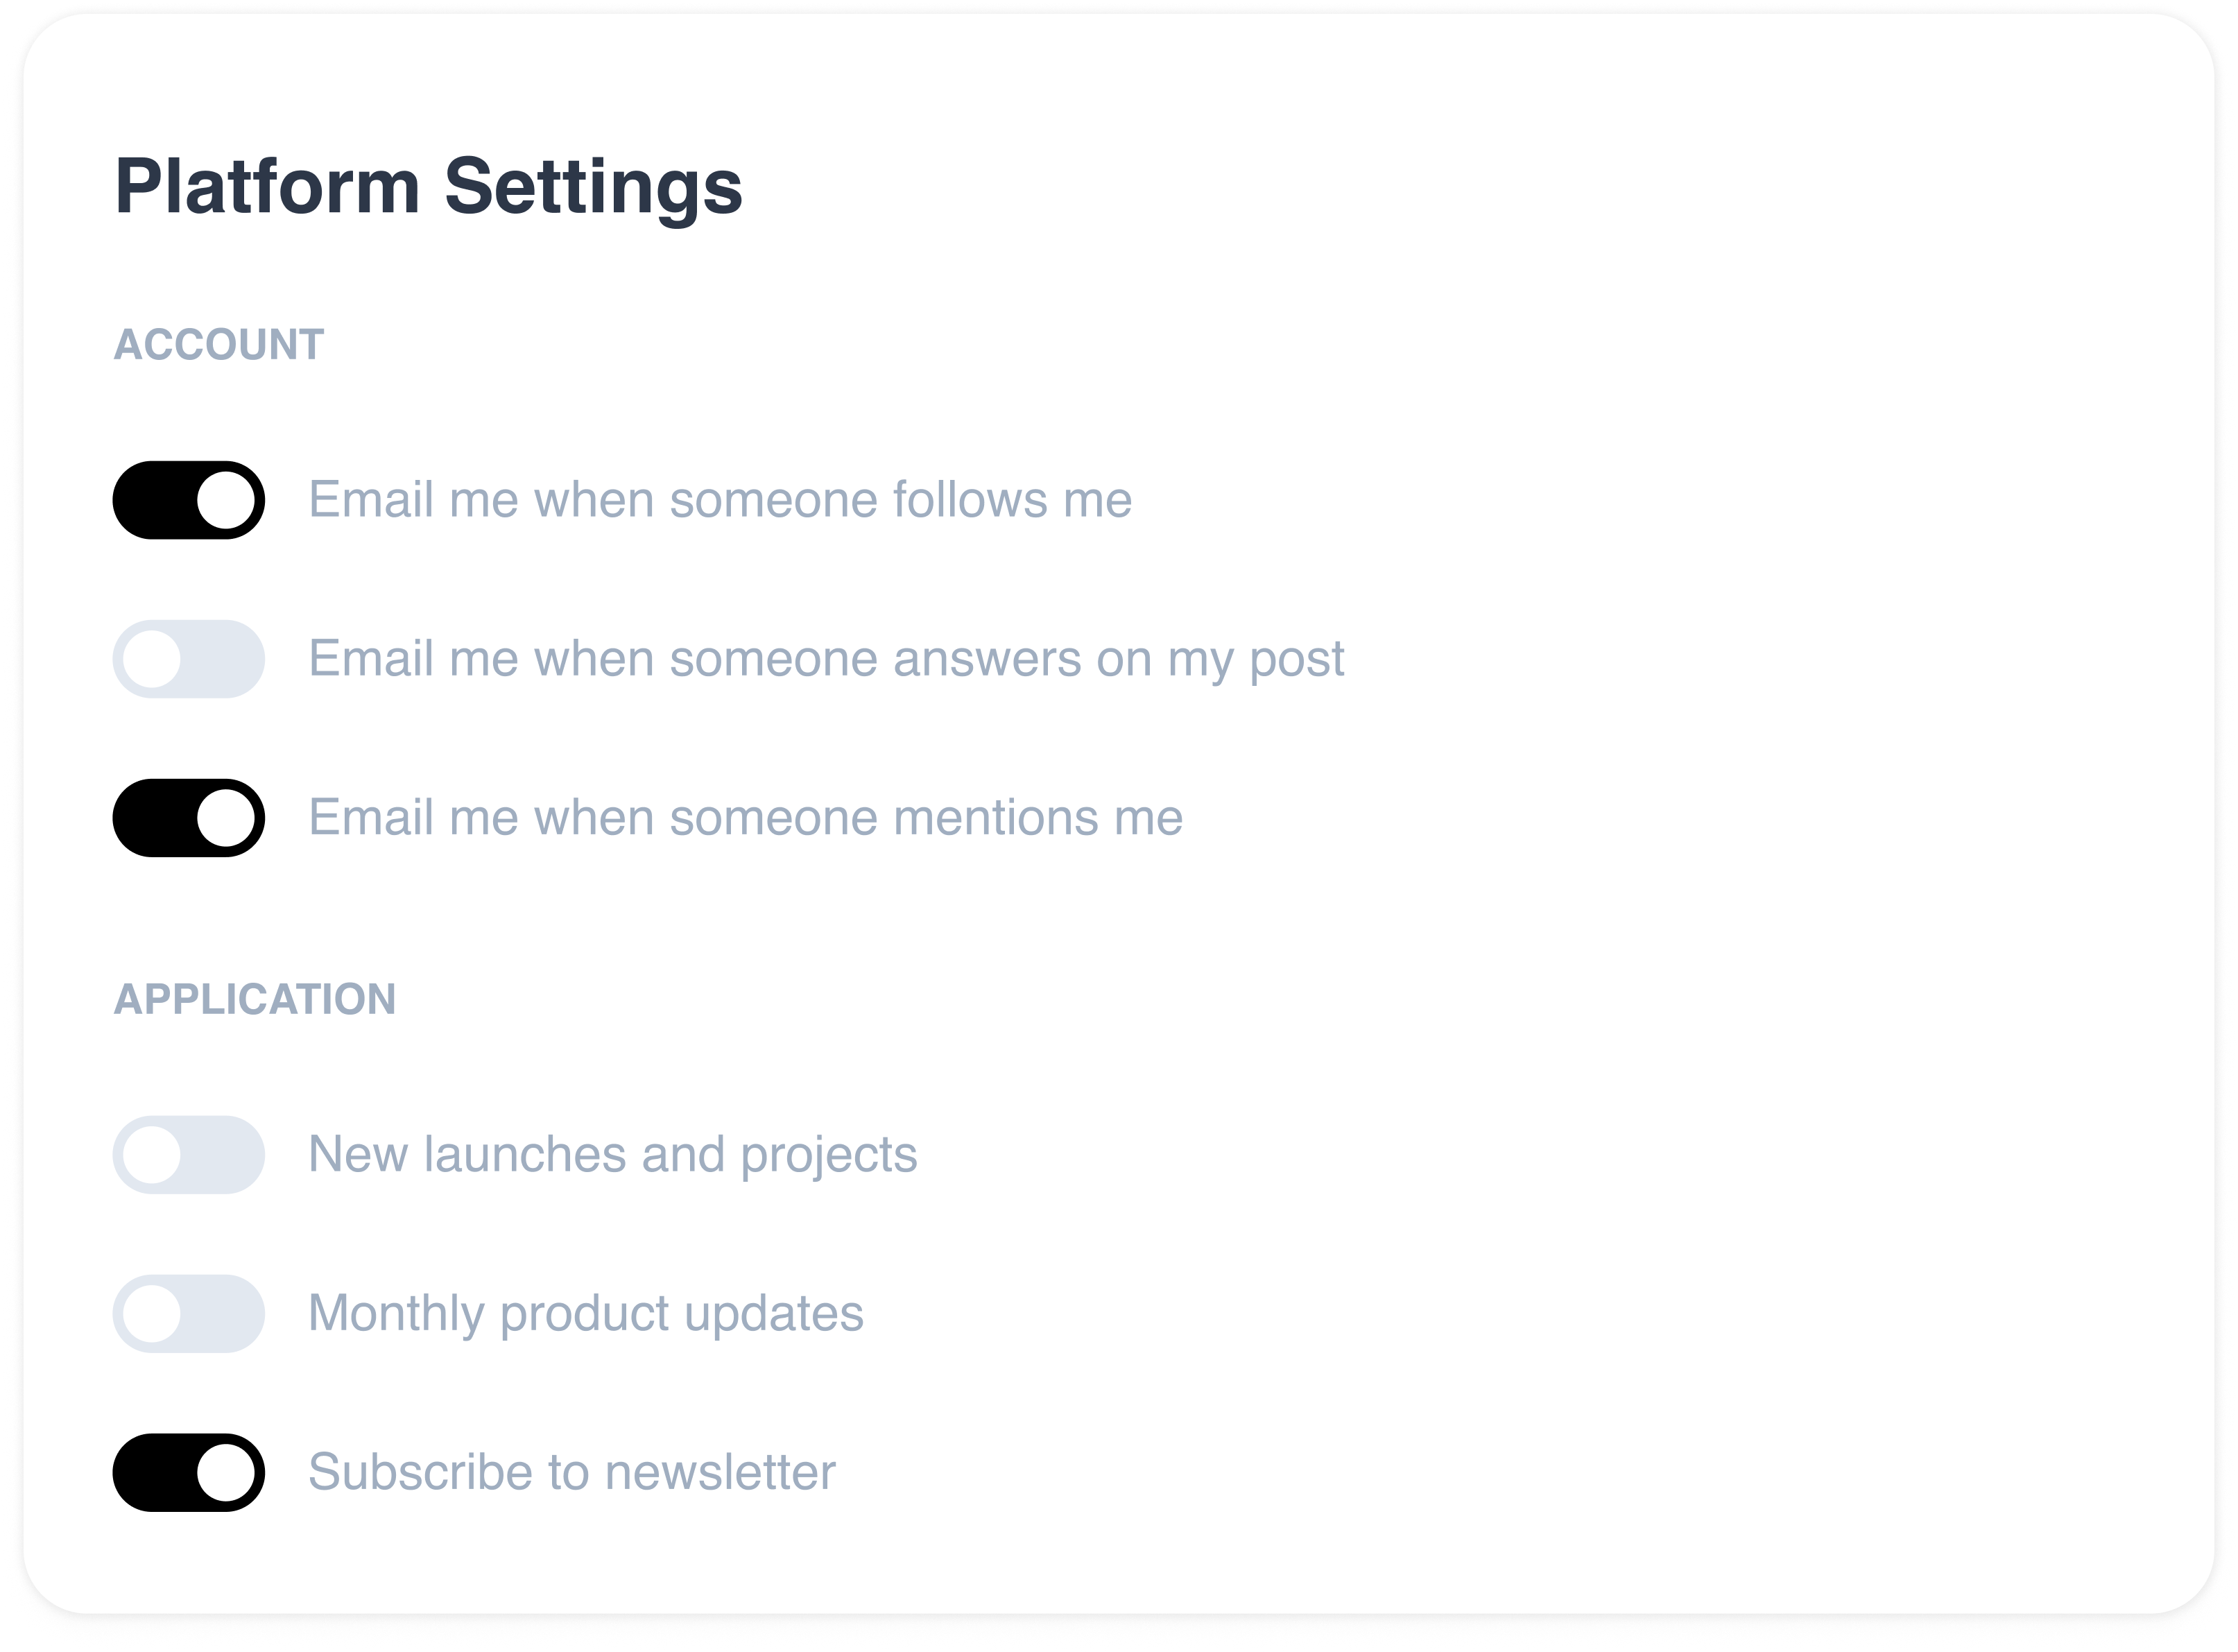 Platform Settings
ACCOUNT
Email me when someone follows me
Email me when someone answers on my post
Email me when someone mentions me
APPLICATION
New launches and projects
Monthly product updates
Subscribe to newsletter